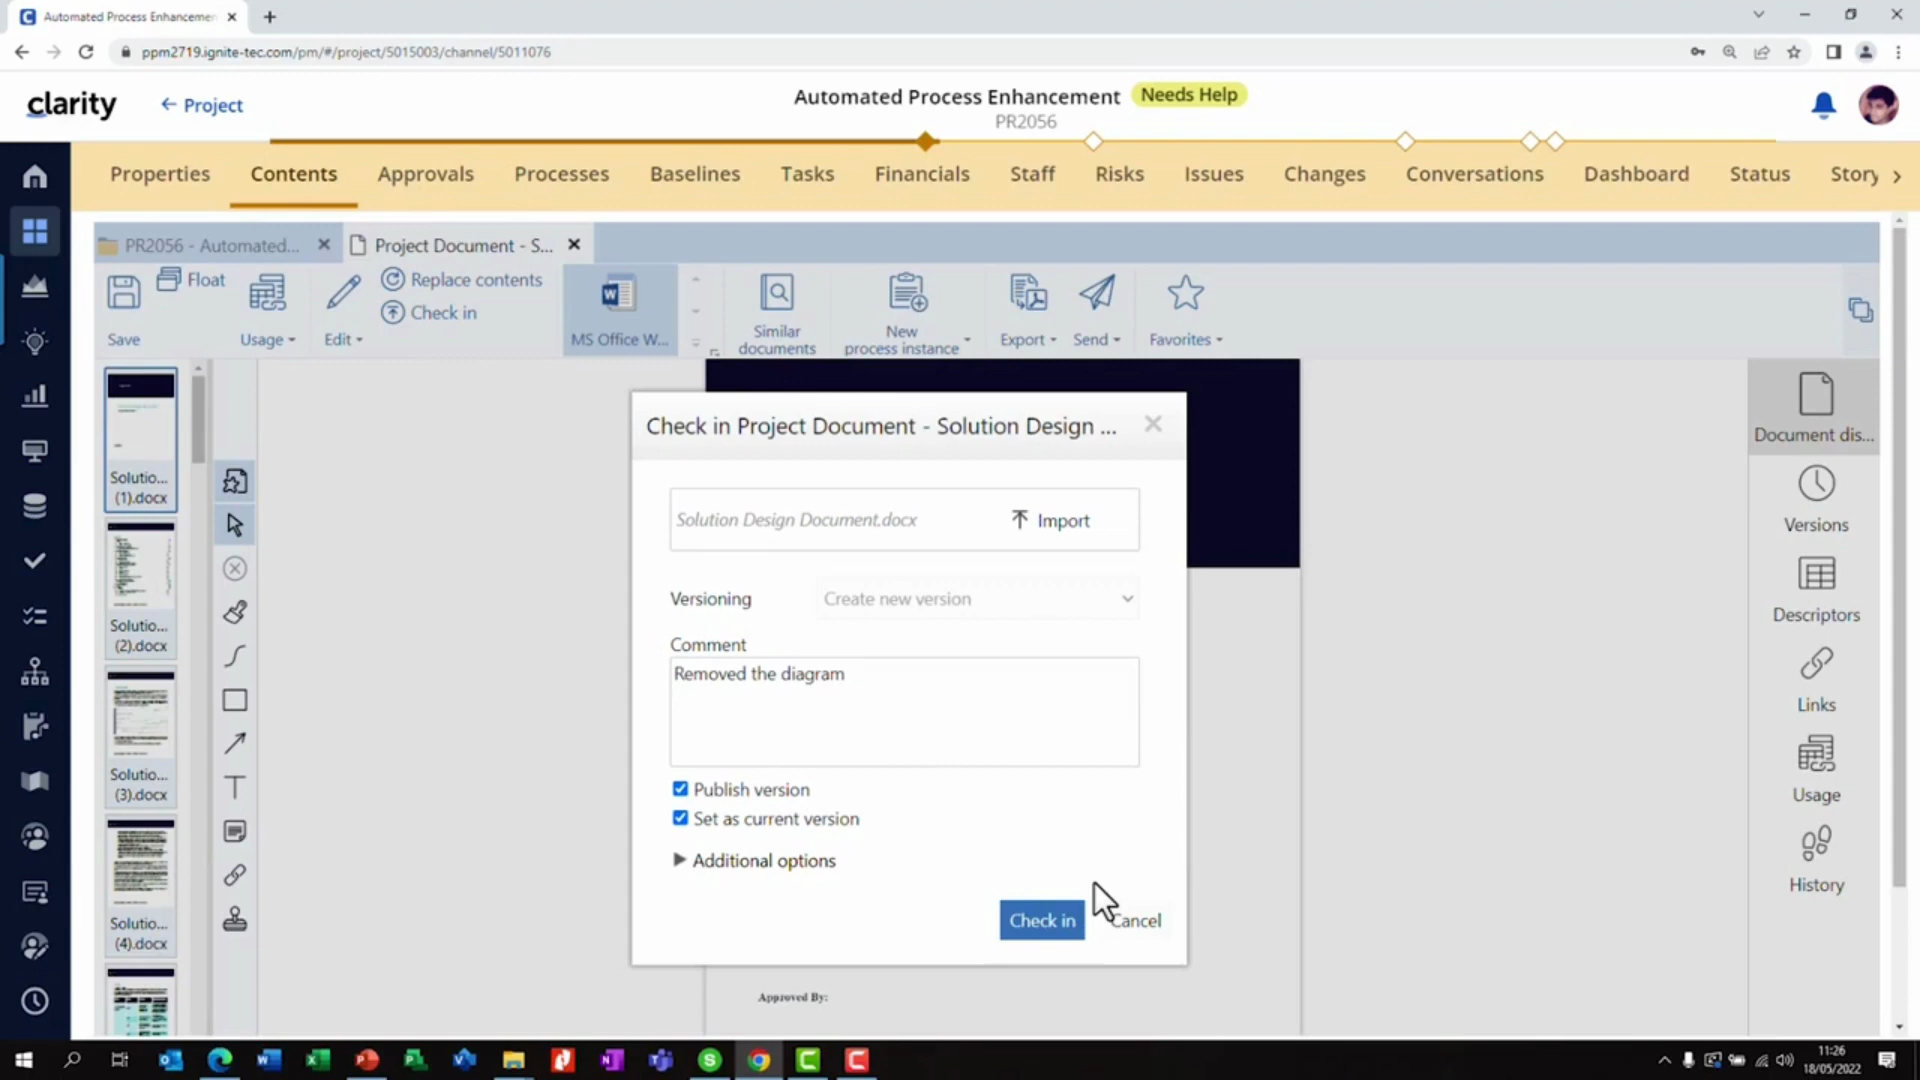 Automated Process Enhancemen
ppm2719.ignite-tec.com/pm/#/project/5015003/channel/5011076
clarity
Project
Automated Process Enhancement
Needs Help
PR2056
Properties
Contents
Approvals
Processes
Baselines
Tasks
Financials
Staff
Risks
Issues
Changes
Conversations
Dashboard
Status
Story
PR2056 - Automated...
Project Document - S...
Save
Float
Usage
Edit
Replace contents
Check in
MS Office W...
Similar
documents
New
process instance
Export
Send
Favorites
Solutio...
(1).docx
Solutio...
(2).docx
Solutio...
(3).docx
Solutio...
(4).docx
Check in Project Document - Solution Design ...
Solution Design Document.docx
Import
Versioning
Create new version
Comment
Removed the diagram
Publish version
Set as current version
Additional options
Check in
Cancel
Approved By:
Document dis...
Versions
Descriptors
Links
Usage
History
11:26
18/05/2022